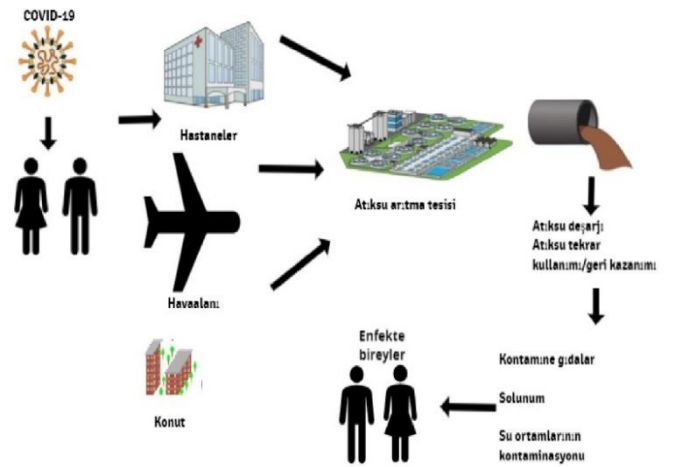 COVID-19
Hastaneler
Atıksu arıtma tesisi
Havaalanı
Konut
Atıksu deşarjı
Atıksu tekrar
kullanımı/geri kazanımı
Kontamıne gıdalar
Solunum
Su ortamlarının
kontaminasyonu
Enfekte
bireyler